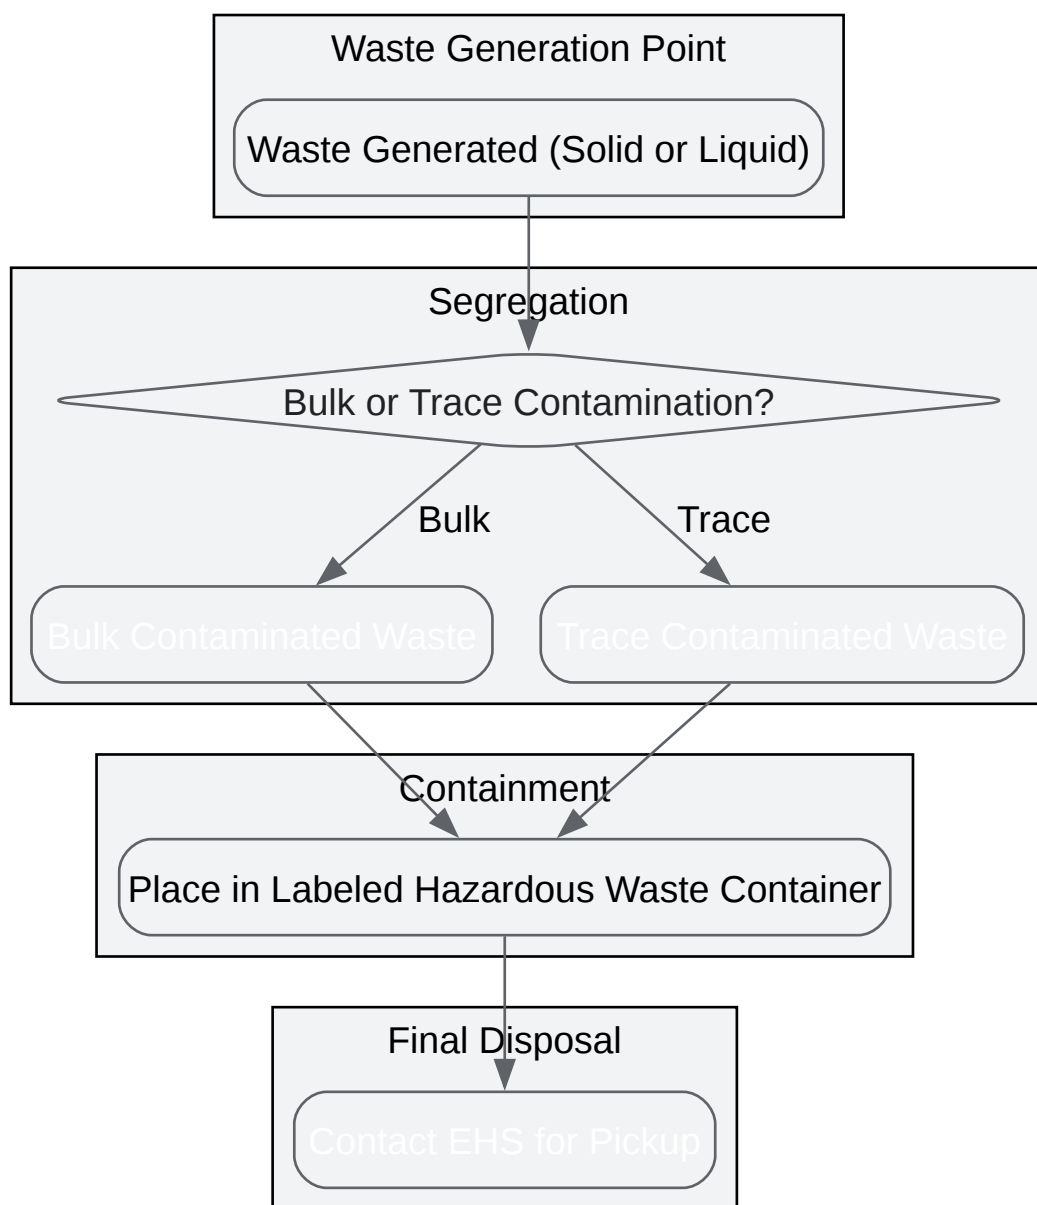 Waste Generation Point
Waste Generated (Solid or Liquid)
Segregation
Bulk or Trace Contamination?
Bulk
Trace
Bulk Contaminated Waste
Trace Contaminated Waste
Containment
Place in Labeled Hazardous Waste Container
Final Disposal
Contact EHS for Pickup